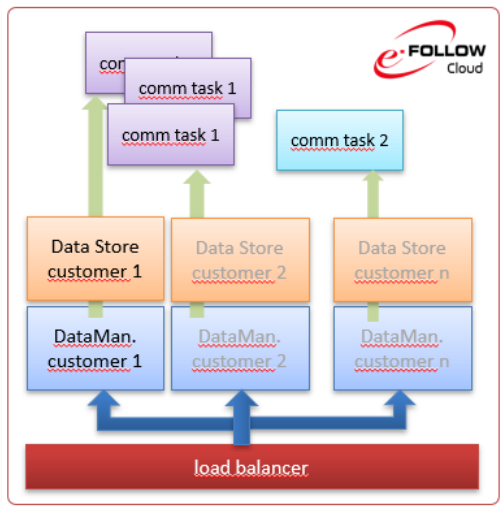 e-FOLLOW
Cloud
comm task 1
comm task 1
comm task 2
Data Store
customer 1
Data Store
customer 2
Data Store
customer n
DataMan.
customer 1
DataMan.
customer 2
DataMan.
customer n
load balancer